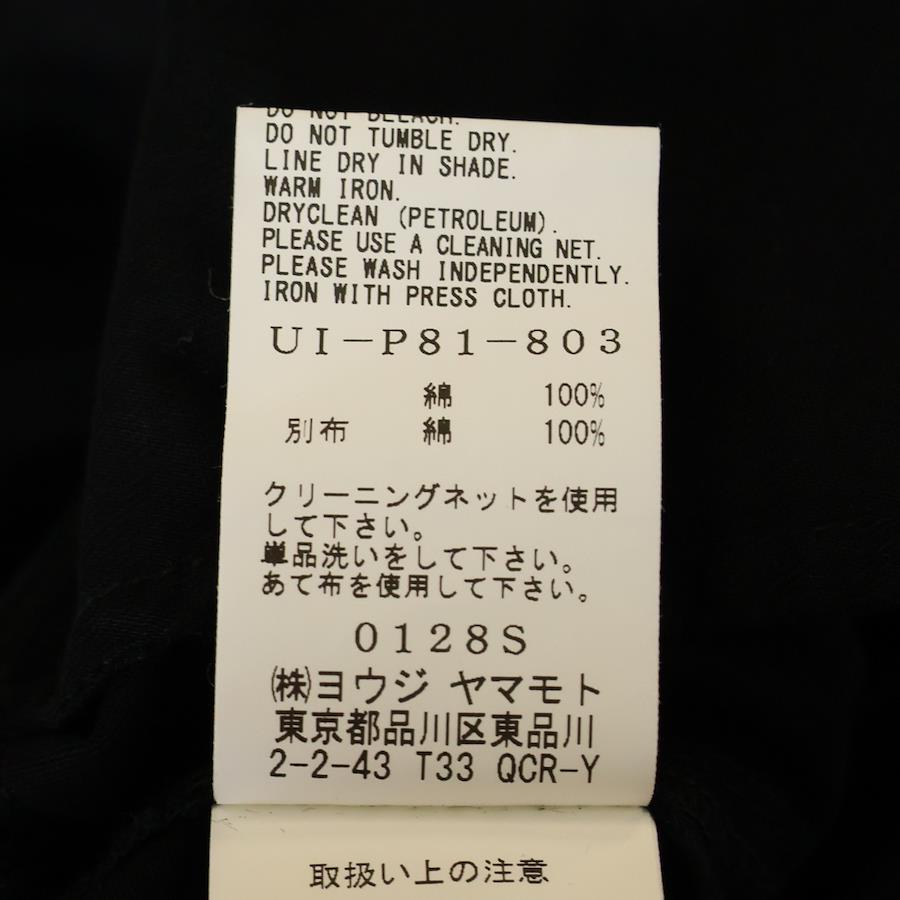 DO NOT BLEACH.
DO NOT TUMBLE DRY.
LINE DRY IN SHADE.
WARM IRON.
DRYCLEAN (PETROLEUM).
PLEASE USE A CLEANING NET.
PLEASE WASH INDEPENDENTLY.
IRON WITH PRESS CLOTH.
UI-P81-803
綿 100%
別布 綿 100%
クリーニングネットを使用
して下さい。
単品洗いをして下さい。
あて布を使用して下さい。
0128S
㈱ヨウジ ヤマモト
東京都品川区東品川
2-2-43 T33 QCR-Y
取扱い上の注意